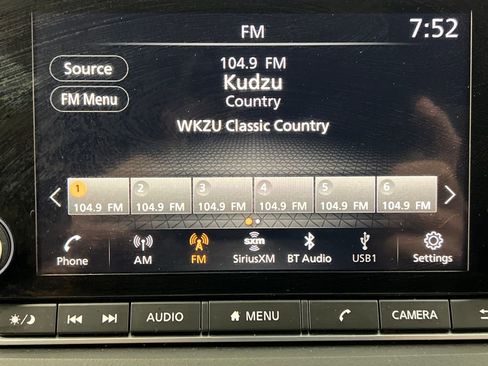 FM
7:52
Source
104.9 FM
Kudzu
FM Menu
Country
WKZU Classic Country
1 2 3 4 5 6
104.9 FM 104.9 FM 104.9 FM 104.9 FM 104.9 FM 104.9 FM
sxm
Phone AM FM SiriusXM BT Audio USB1 Settings
AUDIO MENU CAMERA